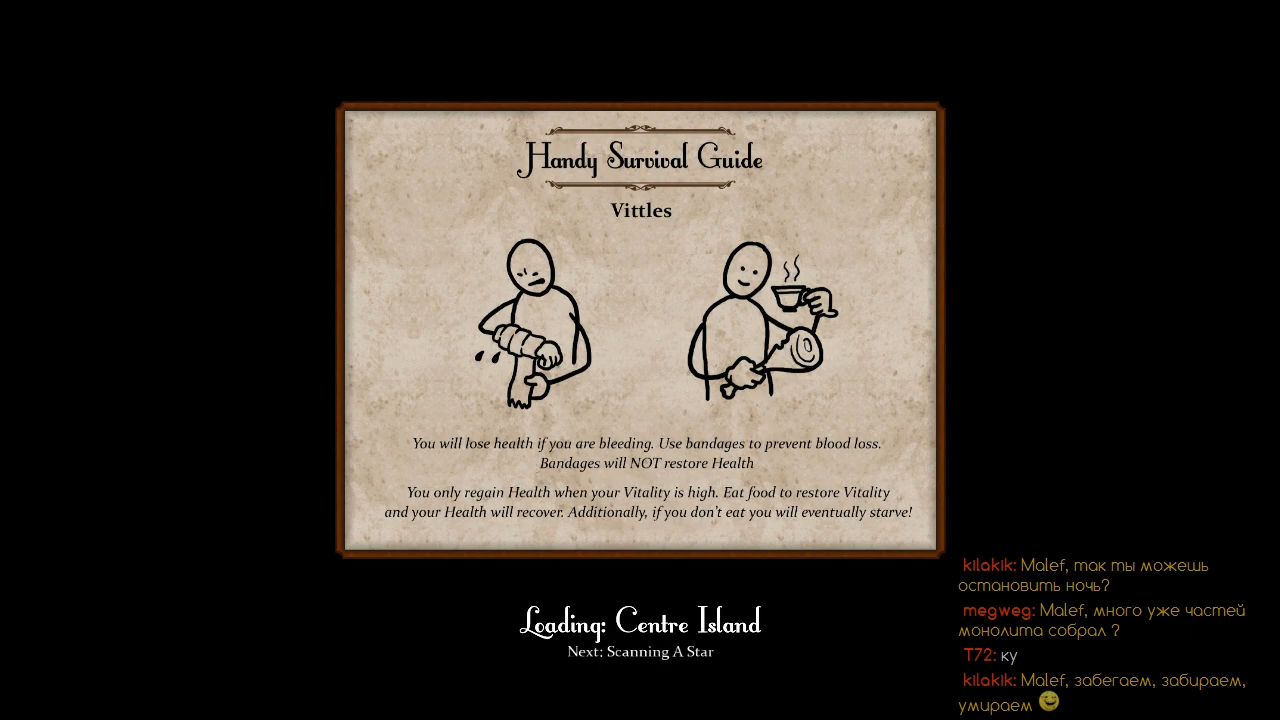 Handy Survival Guide
Vittles
You will lose health if you are bleeding. Use bandages to prevent blood loss.
Bandages will NOT restore Health
You only regain Health when your Vitality is high. Eat food to restore Vitality
and your Health will recover. Additionally, if you don't eat you will eventually starve!
Loading: Centre Island
Next: Scanning A Star
kilakik: Malef, так ты можешь
остановить ночь?
megweg: Malef, много уже частей
монолита собрал ?
T72: ку
kilakik: Malef, забегаем, забираем,
умираем